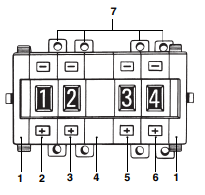 7
− − − −
1 2 3 4
+ + + +
1 2 3 4 5 6 1